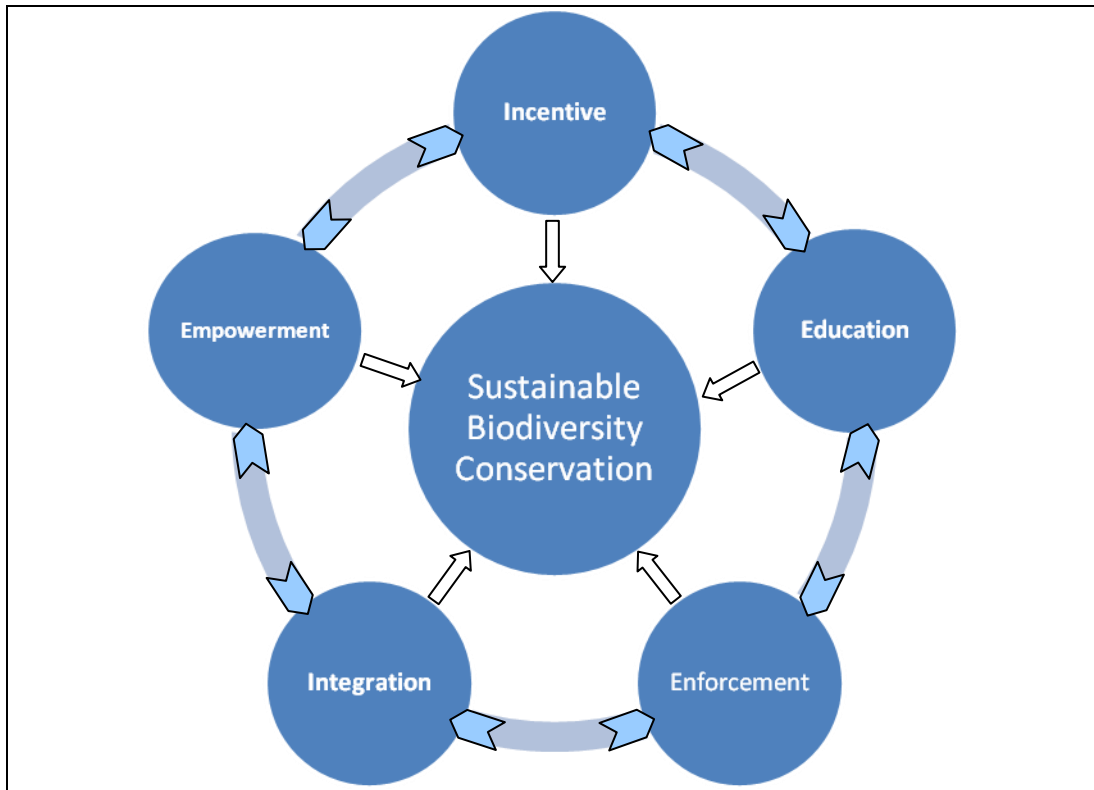 Incentive
Empowerment
Education
Sustainable
Biodiversity
Conservation
Integration
Enforcement